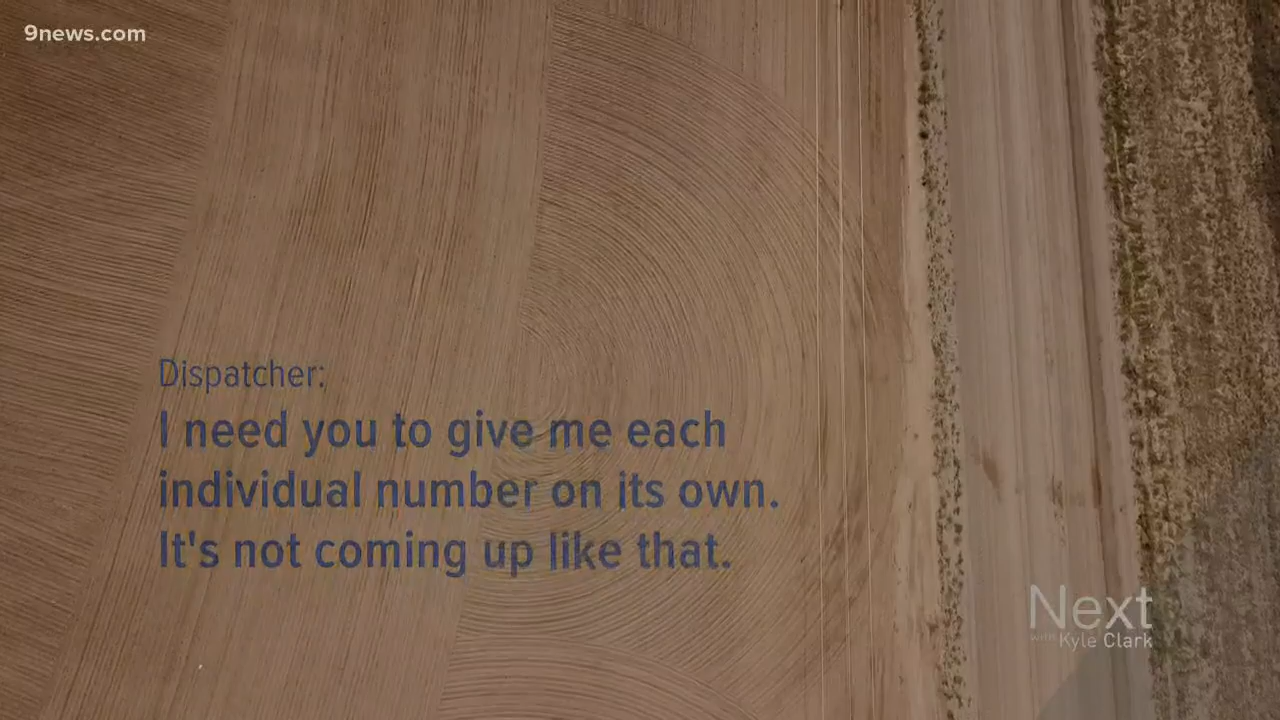 9news.com
Dispatcher:
I need you to give me each
individual number on its own.
It's not coming up like that.
Next
with Kyle Clark